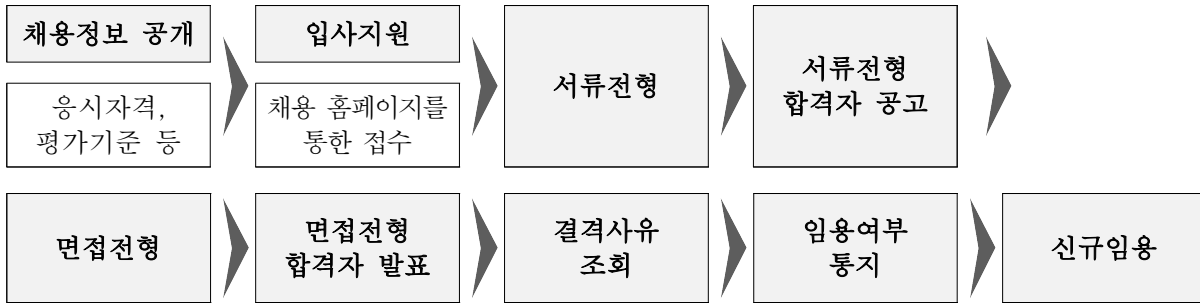 채용정보 공개
응시자격,
평가기준 등
입사지원
채용 홈페이지를
통한 접수
서류전형
서류전형
합격자 공고
면접전형
면접전형
합격자 발표
결격사유
조회
임용여부
통지
신규임용